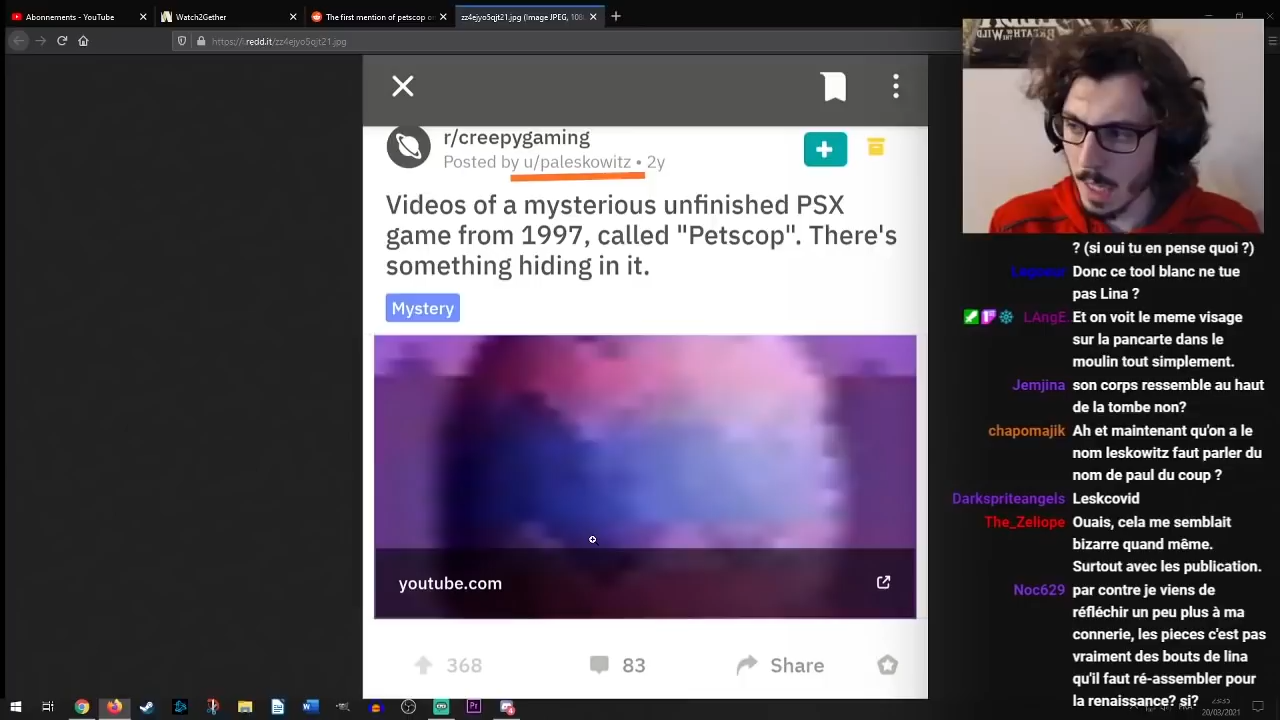 Abonnements - YouTube
Watch2Gether
The first mention of petscop or
zz4ejyo5qjt21.jpg (Image JPEG, 108
https://i.redd.it/zz4ejyo5qjt21.jpg
r/creepygaming
Posted by u/paleskowitz • 2y
Videos of a mysterious unfinished PSX
game from 1997, called "Petscop". There's
something hiding in it.
Mystery
youtube.com
368
83
Share
? (si oui tu en pense quoi ?)
Donc ce tool blanc ne tue
pas Lina ?
LAngE
Et on voit le meme visage
sur la pancarte dans le
moulin tout simplement.
Jemjina
son corps ressemble au haut
de la tombe non?
chapomajik
Ah et maintenant qu'on a le
nom leskowitz faut parler du
nom de paul du coup ?
Darkspriteangels
Leskcovid
The_Zeliope
Ouais, cela me semblait
bizarre quand même.
Surtout avec les publication.
Noc629
par contre je viens de
réfléchir un peu plus à ma
connerie, les pieces c'est pas
vraiment des bouts de lina
qu'il faut ré-assembler pour
la renaissance? si?
23:35
20/03/2021